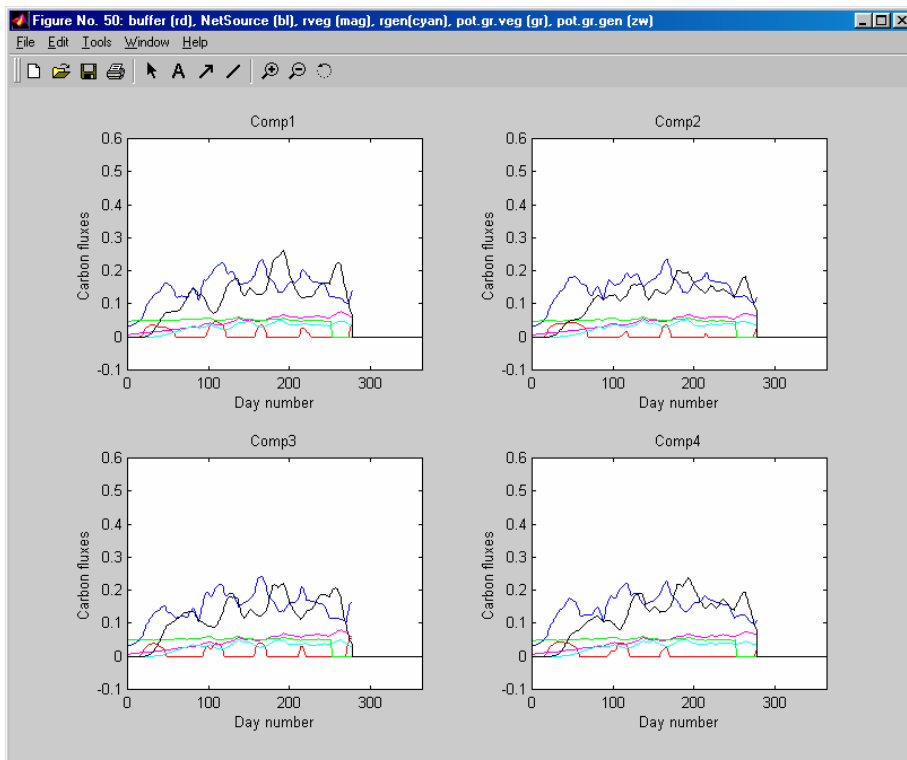 Figure No. 50: buffer (rd), NetSource (bl), rveg (mag), rgen(cyan), pot.gr.veg (gr), pot.gr.gen (zw)
File Edit Tools Window Help
A
Comp1
0.6
0.5
0.4
0.3
0.2
0.1
0
-0.1
Carbon fluxes
0 100 200 300
Day number
Comp2
0.6
0.5
0.4
0.3
0.2
0.1
0
-0.1
Carbon fluxes
0 100 200 300
Day number
Comp3
0.6
0.5
0.4
0.3
0.2
0.1
0
-0.1
Carbon fluxes
0 100 200 300
Day number
Comp4
0.6
0.5
0.4
0.3
0.2
0.1
0
-0.1
Carbon fluxes
0 100 200 300
Day number